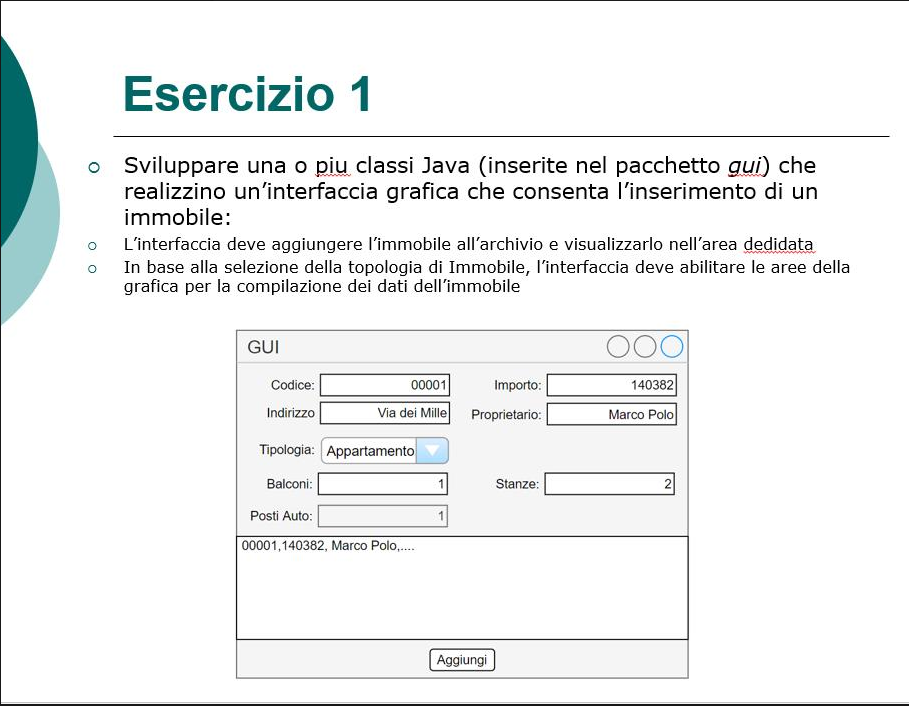 Esercizio 1
Sviluppare una o piu classi Java (inserite nel pacchetto gui) che
realizzino un'interfaccia grafica che consenta l'inserimento di un
immobile:
L'interfaccia deve aggiungere l'immobile all'archivio e visualizzarlo nell'area dedidata
In base alla selezione della topologia di Immobile, l'interfaccia deve abilitare le aree della
grafica per la compilazione dei dati dell'immobile
GUI
Codice: 00001 Importo: 140382
Indirizzo Via dei Mille Proprietario: Marco Polo
Tipologia: Appartamento
Balconi: 1 Stanze: 2
Posti Auto: 1
00001,140382, Marco Polo,....
Aggiungi